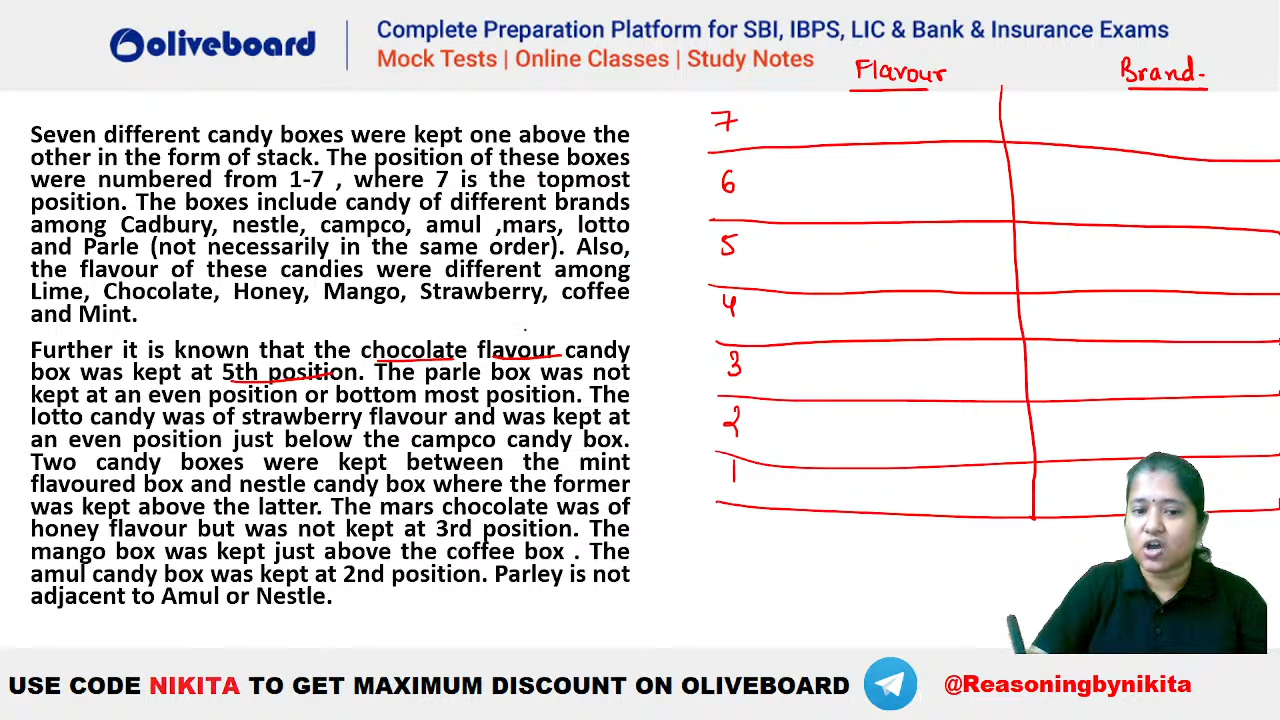 oliveboard
Complete Preparation Platform for SBI, IBPS, LIC & Bank & Insurance Exams
Mock Tests | Online Classes | Study Notes
Seven different candy boxes were kept one above the
other in the form of stack. The position of these boxes
were numbered from 1-7 , where 7 is the topmost
position. The boxes include candy of different brands
among Cadbury, nestle, campco, amul ,mars, lotto
and Parle (not necessarily in the same order). Also,
the flavour of these candies were different among
Lime, Chocolate, Honey, Mango, Strawberry, coffee
and Mint.
Further it is known that the chocolate flavour candy
box was kept at 5th position. The parle box was not
kept at an even position or bottom most position. The
lotto candy was of strawberry flavour and was kept at
an even position just below the campco candy box.
Two candy boxes were kept between the mint
flavoured box and nestle candy box where the former
was kept above the latter. The mars chocolate was of
honey flavour but was not kept at 3rd position. The
mango box was kept just above the coffee box . The
amul candy box was kept at 2nd position. Parley is not
adjacent to Amul or Nestle.
Flavour Brand-
7
6
5
4
3
2
1
USE CODE NIKITA TO GET MAXIMUM DISCOUNT ON OLIVEBOARD
@Reasoningbynikita